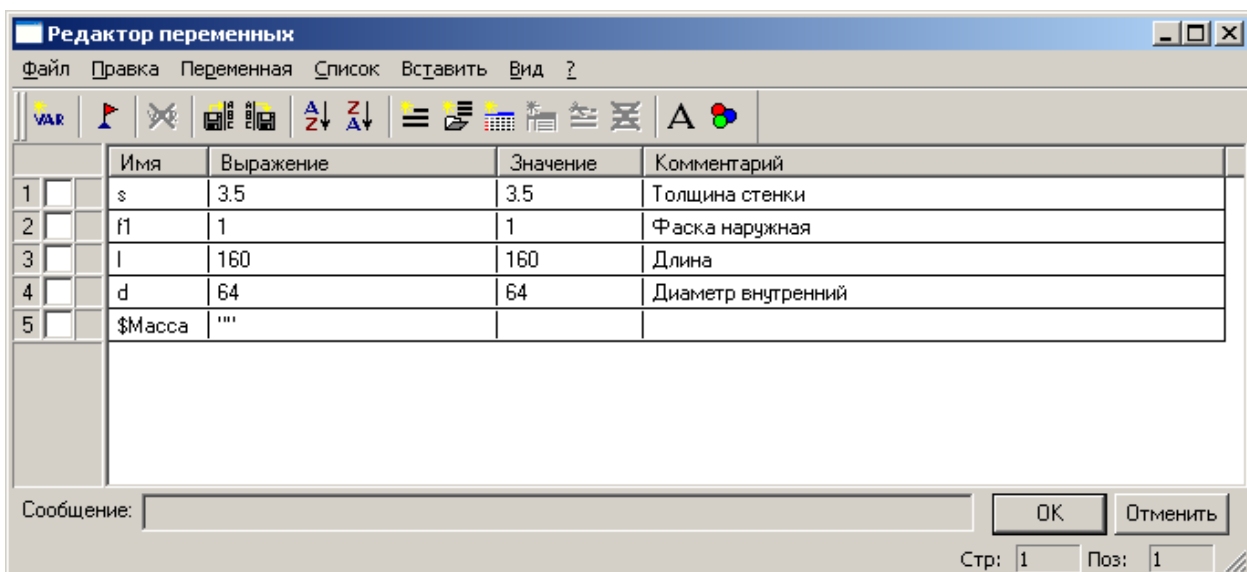 Редактор переменных
Файл Правка Переменная Список Вставить Вид ?
VAR A Z Z A A
Имя Выражение Значение Комментарий
1 s 3.5 3.5 Толщина стенки
2 f1 1 1 Фаска наружная
3 l 160 160 Длина
4 d 64 64 Диаметр внутренний
5 $Масса ""
Сообщение: OK Отменить
Стр: 1 Поз: 1